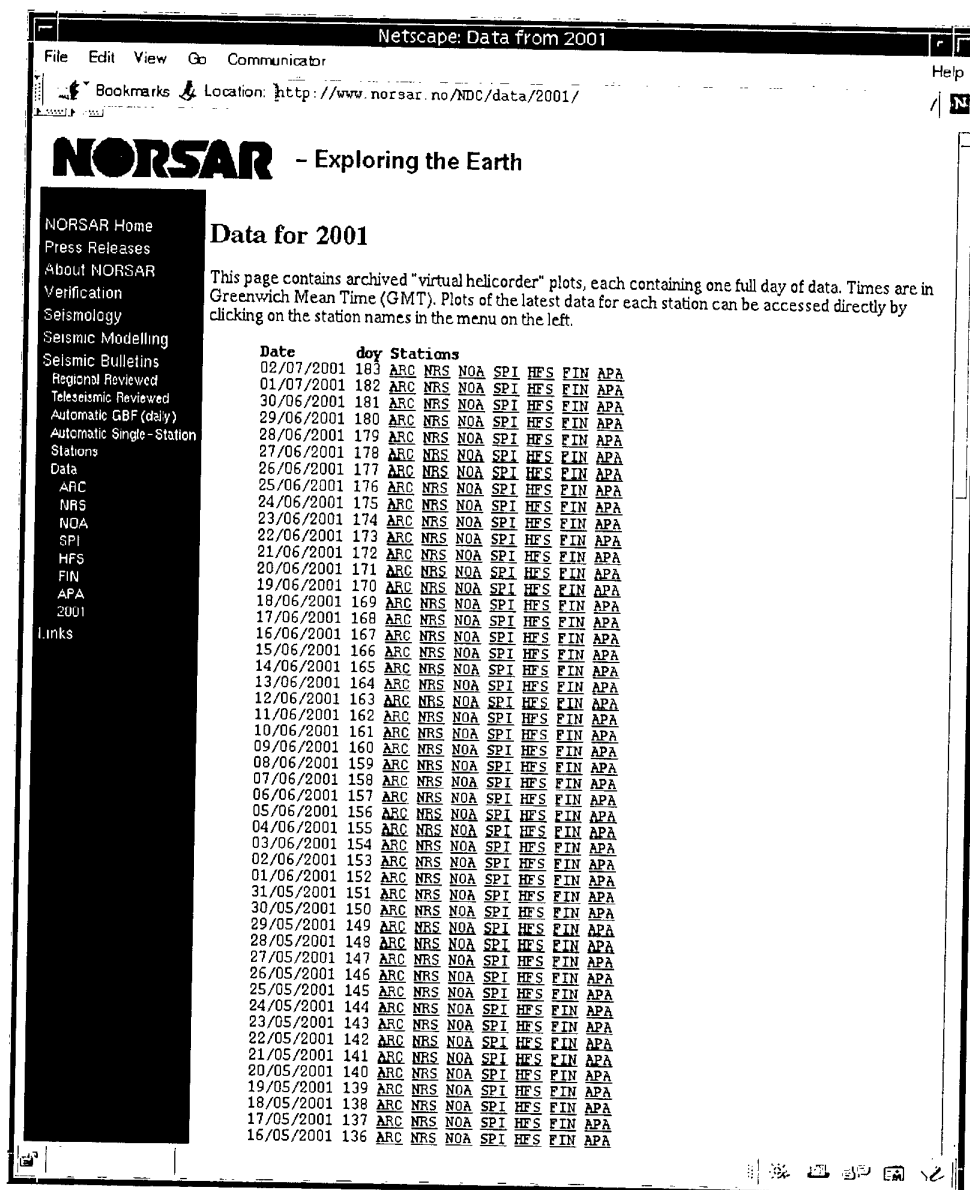 Netscape: Data from 2001
File Edit View Go Communicator Help
Bookmarks Location: http://www.norsar.no/NDC/data/2001/
NORSAR – Exploring the Earth
NORSAR Home
Press Releases
About NORSAR
Verification
Seismology
Seismic Modelling
Seismic Bulletins
Regional Reviewed
Teleseismic Reviewed
Automatic GBF (daily)
Automatic Single-Station
Stations
Data
ARC
NRS
NOA
SPI
HFS
FIN
APA
2001
Links
Data for 2001
This page contains archived "virtual helicorder" plots, each containing one full day of data. Times are in
Greenwich Mean Time (GMT). Plots of the latest data for each station can be accessed directly by
clicking on the station names in the menu on the left.
Date doy Stations
02/07/2001 183 ARC NRS NOA SPI HFS FIN APA
01/07/2001 182 ARC NRS NOA SPI HFS FIN APA
30/06/2001 181 ARC NRS NOA SPI HFS FIN APA
29/06/2001 180 ARC NRS NOA SPI HFS FIN APA
28/06/2001 179 ARC NRS NOA SPI HFS FIN APA
27/06/2001 178 ARC NRS NOA SPI HFS FIN APA
26/06/2001 177 ARC NRS NOA SPI HFS FIN APA
25/06/2001 176 ARC NRS NOA SPI HFS FIN APA
24/06/2001 175 ARC NRS NOA SPI HFS FIN APA
23/06/2001 174 ARC NRS NOA SPI HFS FIN APA
22/06/2001 173 ARC NRS NOA SPI HFS FIN APA
21/06/2001 172 ARC NRS NOA SPI HFS FIN APA
20/06/2001 171 ARC NRS NOA SPI HFS FIN APA
19/06/2001 170 ARC NRS NOA SPI HFS FIN APA
18/06/2001 169 ARC NRS NOA SPI HFS FIN APA
17/06/2001 168 ARC NRS NOA SPI HFS FIN APA
16/06/2001 167 ARC NRS NOA SPI HFS FIN APA
15/06/2001 166 ARC NRS NOA SPI HFS FIN APA
14/06/2001 165 ARC NRS NOA SPI HFS FIN APA
13/06/2001 164 ARC NRS NOA SPI HFS FIN APA
12/06/2001 163 ARC NRS NOA SPI HFS FIN APA
11/06/2001 162 ARC NRS NOA SPI HFS FIN APA
10/06/2001 161 ARC NRS NOA SPI HFS FIN APA
09/06/2001 160 ARC NRS NOA SPI HFS FIN APA
08/06/2001 159 ARC NRS NOA SPI HFS FIN APA
07/06/2001 158 ARC NRS NOA SPI HFS FIN APA
06/06/2001 157 ARC NRS NOA SPI HFS FIN APA
05/06/2001 156 ARC NRS NOA SPI HFS FIN APA
04/06/2001 155 ARC NRS NOA SPI HFS FIN APA
03/06/2001 154 ARC NRS NOA SPI HFS FIN APA
02/06/2001 153 ARC NRS NOA SPI HFS FIN APA
01/06/2001 152 ARC NRS NOA SPI HFS FIN APA
31/05/2001 151 ARC NRS NOA SPI HFS FIN APA
30/05/2001 150 ARC NRS NOA SPI HFS FIN APA
29/05/2001 149 ARC NRS NOA SPI HFS FIN APA
28/05/2001 148 ARC NRS NOA SPI HFS FIN APA
27/05/2001 147 ARC NRS NOA SPI HFS FIN APA
26/05/2001 146 ARC NRS NOA SPI HFS FIN APA
25/05/2001 145 ARC NRS NOA SPI HFS FIN APA
24/05/2001 144 ARC NRS NOA SPI HFS FIN APA
23/05/2001 143 ARC NRS NOA SPI HFS FIN APA
22/05/2001 142 ARC NRS NOA SPI HFS FIN APA
21/05/2001 141 ARC NRS NOA SPI HFS FIN APA
20/05/2001 140 ARC NRS NOA SPI HFS FIN APA
19/05/2001 139 ARC NRS NOA SPI HFS FIN APA
18/05/2001 138 ARC NRS NOA SPI HFS FIN APA
17/05/2001 137 ARC NRS NOA SPI HFS FIN APA
16/05/2001 136 ARC NRS NOA SPI HFS FIN APA